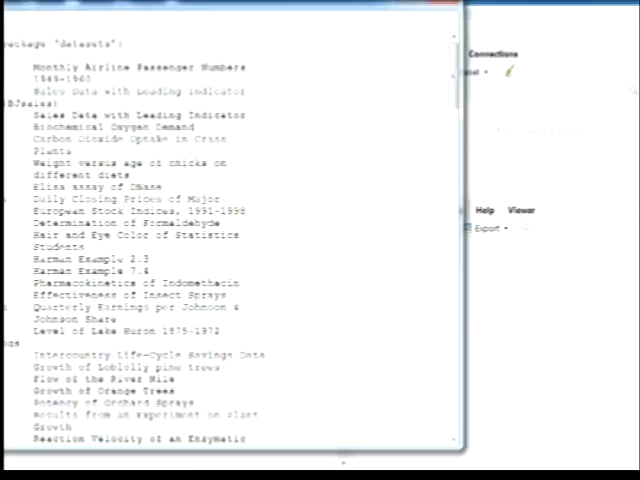 package 'datasets':
Monthly Airline Passenger Numbers
1949-1960
Sales Data with Leading Indicator
(BJsales)
Sales Data with Leading Indicator
Biochemical Oxygen Demand
Carbon Dioxide Uptake in Grass
Plants
Weight versus age of chicks on
different diets
Elisa assay of DNase
Daily Closing Prices of Major
European Stock Indices, 1991-1998
Determination of Formaldehyde
Hair and Eye Color of Statistics
Students
Harman Example 2.3
Harman Example 7.4
Pharmacokinetics of Indomethacin
Effectiveness of Insect Sprays
Quarterly Earnings per Johnson &
Johnson Share
Level of Lake Huron 1875-1972
ngs
Intercountry Life-Cycle Savings Data
Growth of Loblolly pine trees
Flow of the River Nile
Growth of Orange Trees
Potency of Orchard Sprays
Results from an Experiment on Plant
Growth
Reaction Velocity of an Enzymatic
Connections
Help Viewer
Export